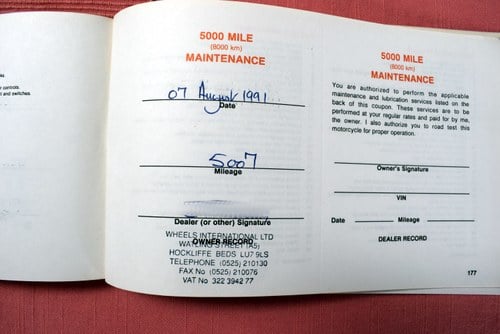 ks
controls.
and switches.
5000 MILE
(8000 km)
MAINTENANCE
07 August 1991
Date
5007
Mileage
Dealer (or other) Signature
OWNER RECORD
WHEELS INTERNATIONAL LTD
WATLING STREET (A5)
HOCKLIFFE BEDS LU7 9LS
TELEPHONE (0525) 210130
FAX No (0525) 210076
VAT No 322 3942 77
5000 MILE
(8000 km)
MAINTENANCE
You are authorized to perform the applicable
maintenance and lubrication services listed on the
back of this coupon. These services are to be
performed at your regular rates and paid for by me,
the owner. I also authorize you to road test this
motorcycle for proper operation.
Owner's Signature
VIN
Date Mileage
DEALER RECORD
177